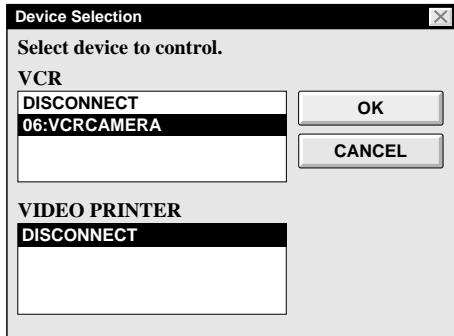 Device Selection
Select device to control.
VCR
DISCONNECT
06:VCRCAMERA
OK
CANCEL
VIDEO PRINTER
DISCONNECT